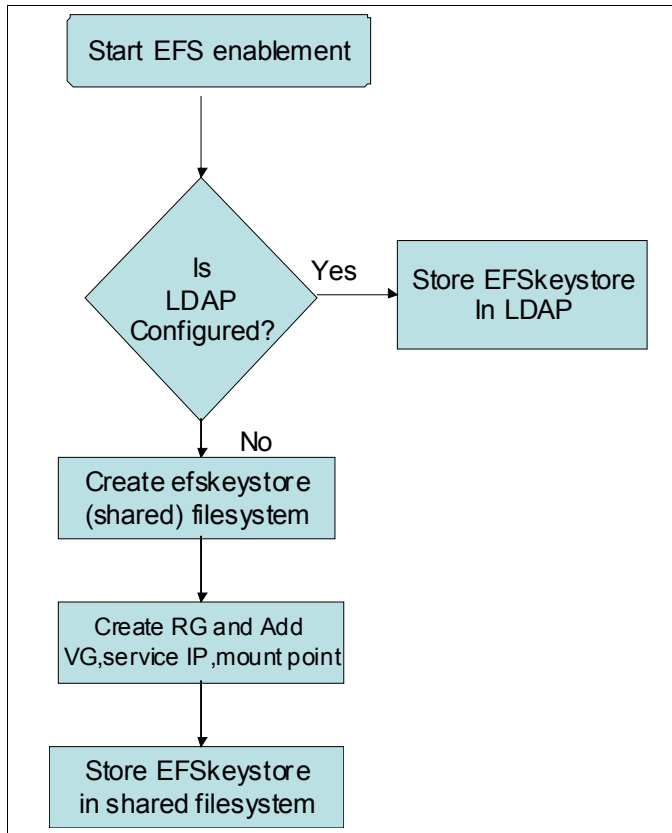 Start EFS enablement
Is
LDAP
Configured?
Yes
Store EFSkeystore
In LDAP
No
Create efskeystore
(shared) filesystem
Create RG and Add
VG,service IP,mount point
Store EFSkeystore
in shared filesystem